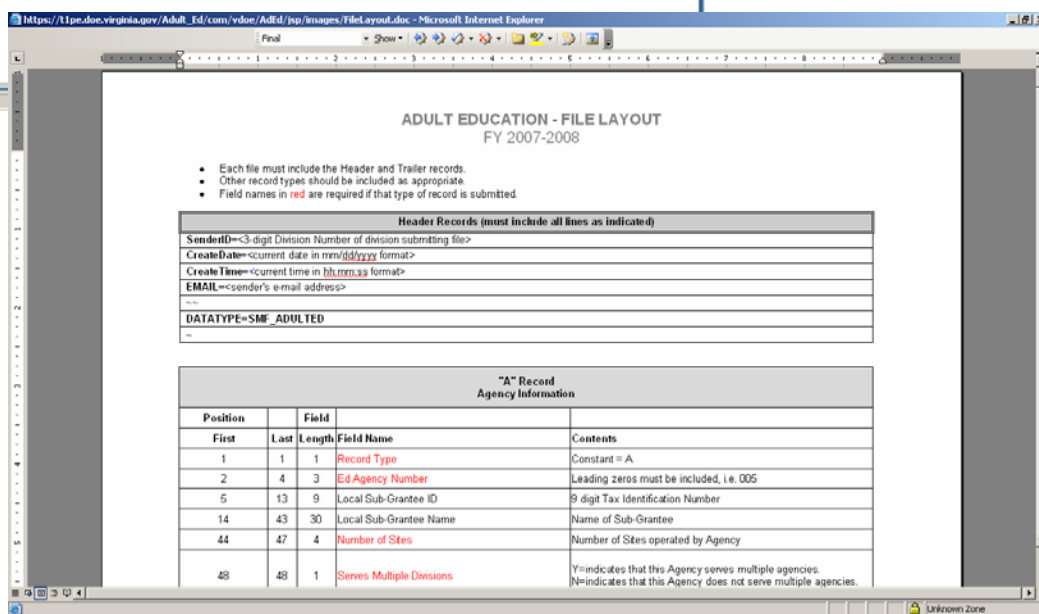 https://t1pe.doe.virginia.gov/Adult_Ed/com/vdoe/AdEd/jsp/images/FileLayout.doc - Microsoft Internet Explorer
Final Show
1 2 3 4 5 6 7 8
ADULT EDUCATION - FILE LAYOUT
FY 2007-2008
• Each file must include the Header and Trailer records.
• Other record types should be included as appropriate.
• Field names in red are required if that type of record is submitted.
Header Records (must include all lines as indicated)
SenderID=<3-digit Division Number of division submitting file>
CreateDate=<current date in mm/dd/yyyy format>
CreateTime=<current time in hh:mm:ss format>
EMAIL=<sender's e-mail address>
~~
DATATYPE=SMF_ADULTED
~
"A" Record
Agency Information
Position Field
First Last Length Field Name Contents
1 1 1 Record Type Constant = A
2 4 3 Ed Agency Number Leading zeros must be included, i.e. 005
5 13 9 Local Sub-Grantee ID 9 digit Tax Identification Number
14 43 30 Local Sub-Grantee Name Name of Sub-Grantee
44 47 4 Number of Sites Number of Sites operated by Agency
48 48 1 Serves Multiple Divisions Y=indicates that this Agency serves multiple agencies.
N=indicates that this Agency does not serve multiple agencies.
Unknown Zone